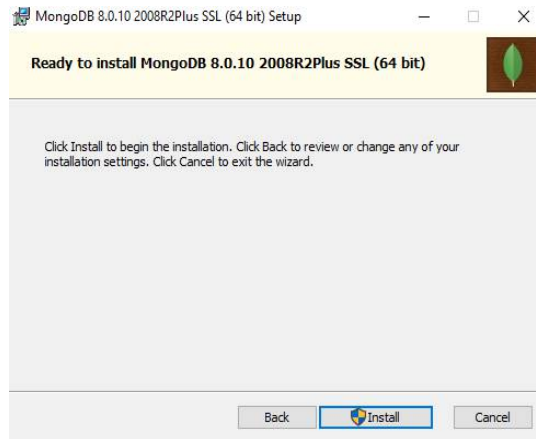 MongoDB 8.0.10 2008R2Plus SSL (64 bit) Setup
Ready to install MongoDB 8.0.10 2008R2Plus SSL (64 bit)
Click Install to begin the installation. Click Back to review or change any of your
installation settings. Click Cancel to exit the wizard.
Back Install Cancel